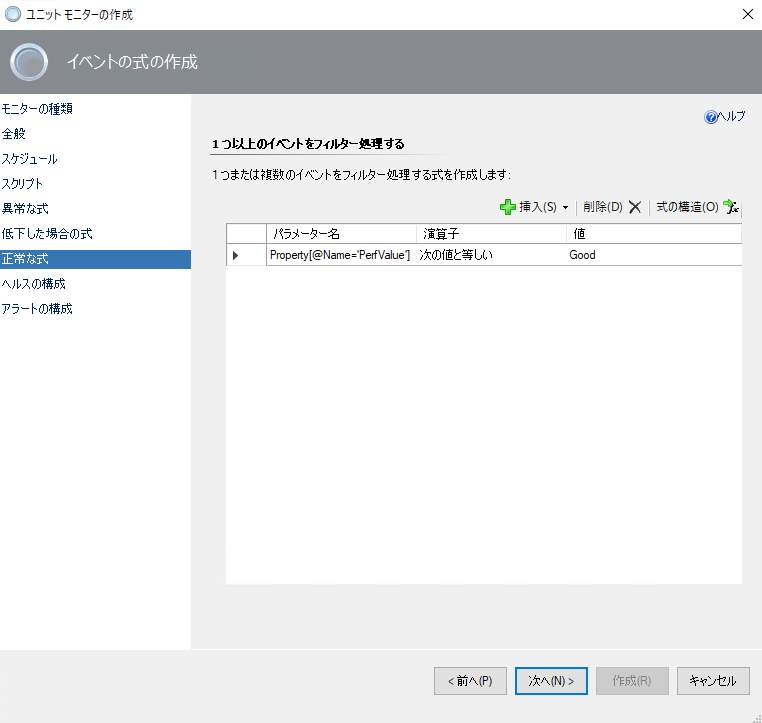 ユニット モニターの作成
イベントの式の作成
モニターの種類
全般
スケジュール
スクリプト
異常な式
低下した場合の式
正常な式
ヘルスの構成
アラートの構成
ヘルプ
1 つ以上のイベントをフィルター処理する
1 つまたは複数のイベントをフィルター処理する式を作成します:
挿入(S) 削除(D) 式の構造(O)
パラメーター名 演算子 値
Property[@Name='PerfValue'] 次の値と等しい Good
< 前へ(P) 次へ(N) > 作成(R) キャンセル